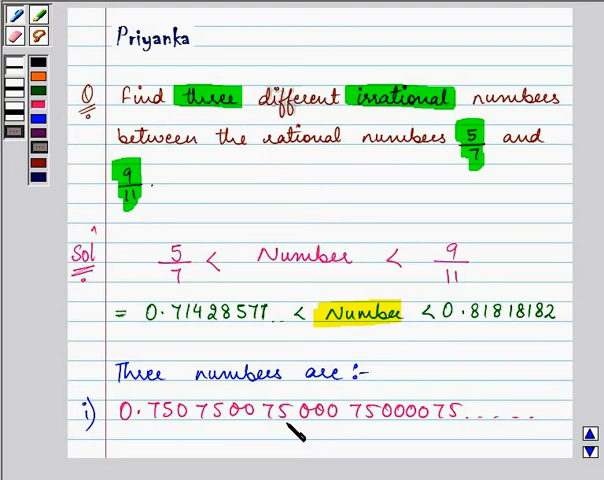 Priyanka
Q Find three different irrational numbers
between the rational numbers 5/7 and
9/11.
Sol^n 5/7 < Number < 9/11
= 0.71428571.. < Number < 0.81818182
Three numbers are :-
i) 0.75075007500075000075......